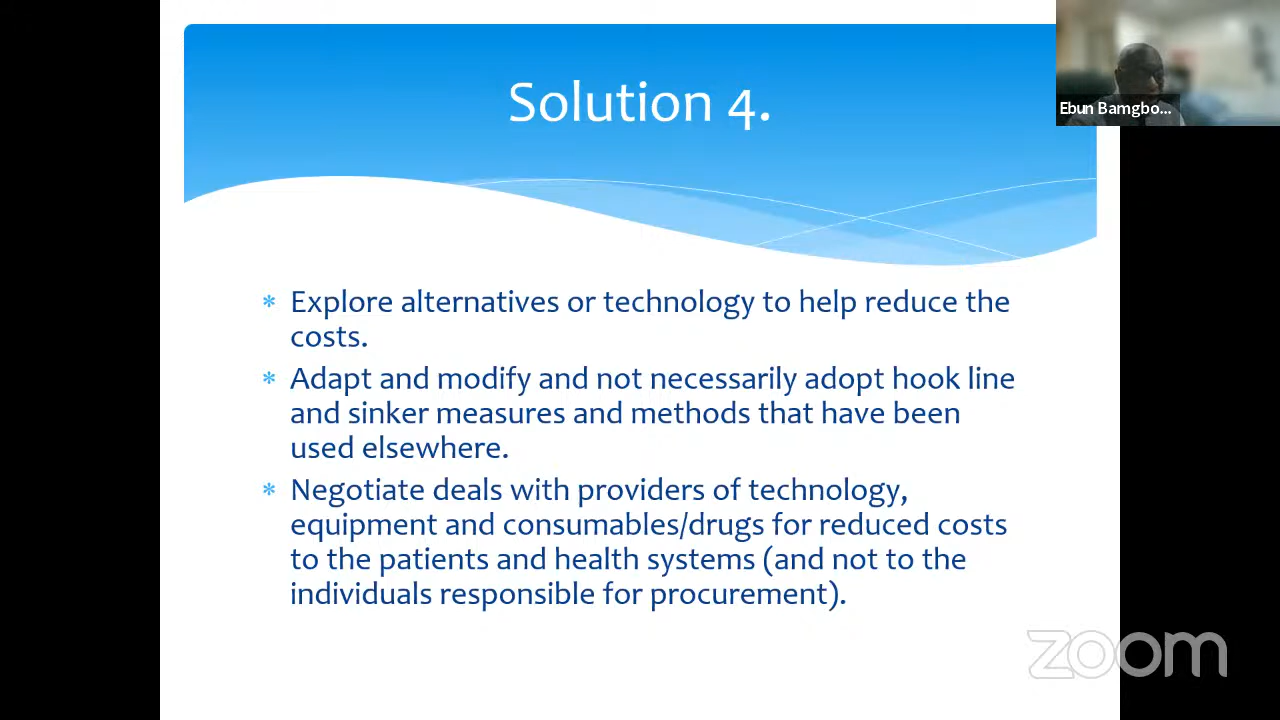 Solution 4.
Ebun Bamgbo...
* Explore alternatives or technology to help reduce the
costs.
* Adapt and modify and not necessarily adopt hook line
and sinker measures and methods that have been
used elsewhere.
* Negotiate deals with providers of technology,
equipment and consumables/drugs for reduced costs
to the patients and health systems (and not to the
individuals responsible for procurement).
zoom